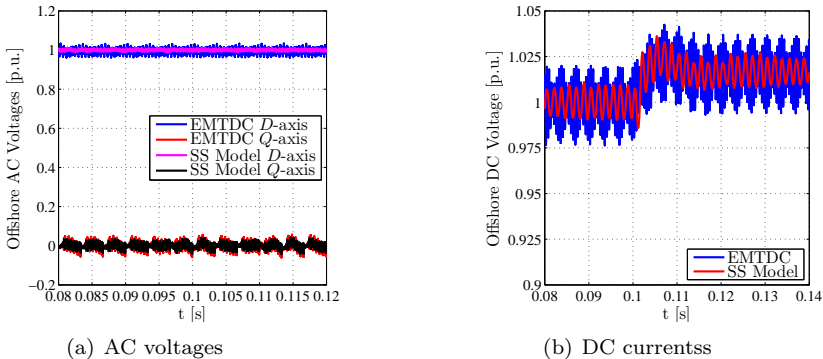 Offshore AC Voltages [p.u.]
1.2
1
0.8
0.6
0.4
0.2
0
−0.2
EMTDC D-axis
EMTDC Q-axis
SS Model D-axis
SS Model Q-axis
0.08 0.085 0.09 0.095 0.1 0.105 0.11 0.115 0.12
t [s]
(a) AC voltages
Offshore DC Voltage [p.u.]
1.05
1.025
1
0.975
0.95
0.925
0.9
EMTDC
SS Model
0.08 0.09 0.1 0.11 0.12 0.13 0.14
t [s]
(b) DC currentss